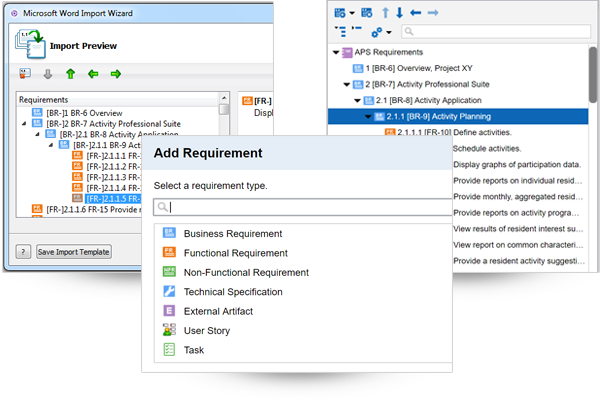 Microsoft Word Import Wizard
Import Preview
Requirements
[BR-]1 BR-6 Overview
[BR-]2 BR-7 Activity Professional Suite
[BR-]2.1 BR-8 Activity Application
[BR-]2.1.1 BR-9 Acti
[FR-]2.1.1.1
[FR-]2.1.1.2
[FR-]2.1.1.3
[FR-]2.1.1.4
[FR-]2.1.1.5 FR-
[FR-]2.1.1.6 FR-15 Provide
[FR-]
Displ
?
Save Import Template
APS Requirements
1 [BR-6] Overview, Project XY
2 [BR-7] Activity Professional Suite
2.1 [BR-8] Activity Application
2.1.1 [BR-9] Activity Planning
2.1.1.1 [FR-10] Define activities.
Schedule activities.
Display graphs of participation data.
Provide reports on individual resid...
Provide monthly, aggregated resid...
Provide reports on activity progra...
View results of resident interest su...
View report on common characteri...
Provide a resident activity suggesti...
Add Requirement
Select a requirement type.
BR Business Requirement
FR Functional Requirement
NFR Non-Functional Requirement
Technical Specification
E External Artifact
User Story
Task